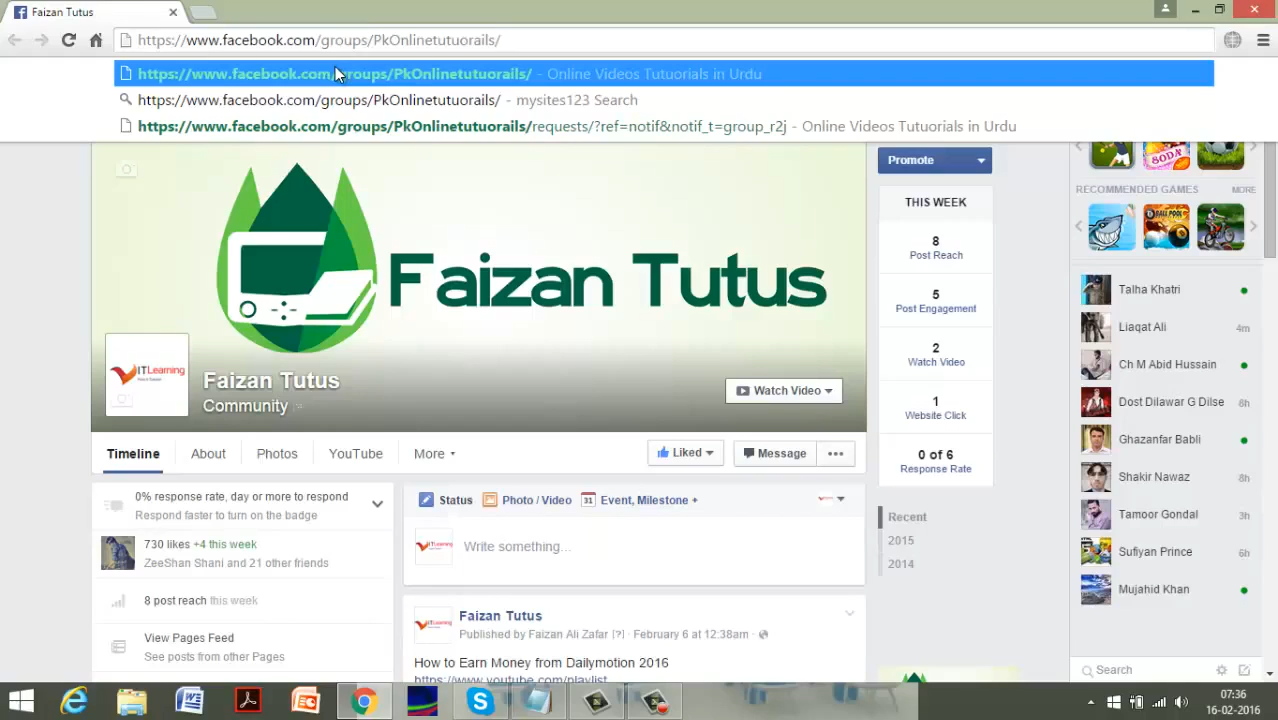 Faizan Tutus
https://www.facebook.com/groups/PkOnlinetutuorails/
https://www.facebook.com/groups/PkOnlinetutuorails/ - Online Videos Tutuorials in Urdu
https://www.facebook.com/groups/PkOnlinetutuorails/ - mysites123 Search
https://www.facebook.com/groups/PkOnlinetutuorails/requests/?ref=notif&notif_t=group_r2j - Online Videos Tutuorials in Urdu
Faizan Tutus
ITLearning
Faizan Tutus
Community
Watch Video
Timeline
About
Photos
YouTube
More
Liked
Message
0% response rate, day or more to respond
Respond faster to turn on the badge
730 likes +4 this week
ZeeShan Shani and 21 other friends
8 post reach this week
View Pages Feed
See posts from other Pages
Status
Photo / Video
31
Event, Milestone +
Write something...
Faizan Tutus
Published by Faizan Ali Zafar [?] · February 6 at 12:38am ·
How to Earn Money from Dailymotion 2016
https://www.youtube.com/playlist
Promote
THIS WEEK
8
Post Reach
5
Post Engagement
2
Watch Video
1
Website Click
0 of 6
Response Rate
Recent
2015
2014
SODA
RECOMMENDED GAMES
MORE
Talha Khatri
Liaqat Ali
4m
Ch M Abid Hussain
Dost Dilawar G Dilse
6h
Ghazanfar Babli
Shakir Nawaz
8h
Tamoor Gondal
3h
Sufiyan Prince
6h
Mujahid Khan
Search
07:36
16-02-2016